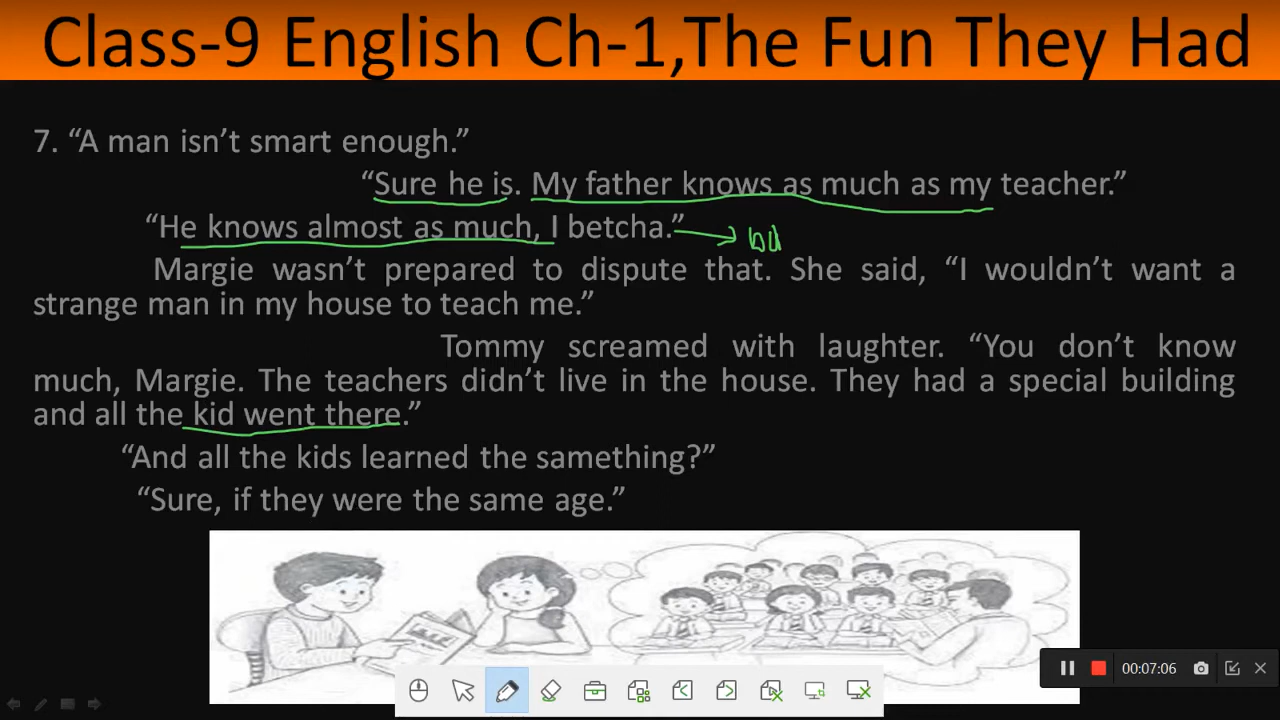 Class-9 English Ch-1,The Fun They Had
7. “A man isn’t smart enough.”
“Sure he is. My father knows as much as my teacher.”
“He knows almost as much, I betcha.”
Margie wasn’t prepared to dispute that. She said, “I wouldn’t want a
strange man in my house to teach me.”
Tommy screamed with laughter. “You don’t know
much, Margie. The teachers didn’t live in the house. They had a special building
and all the kid went there.”
“And all the kids learned the samething?”
“Sure, if they were the same age.”
00:07:06